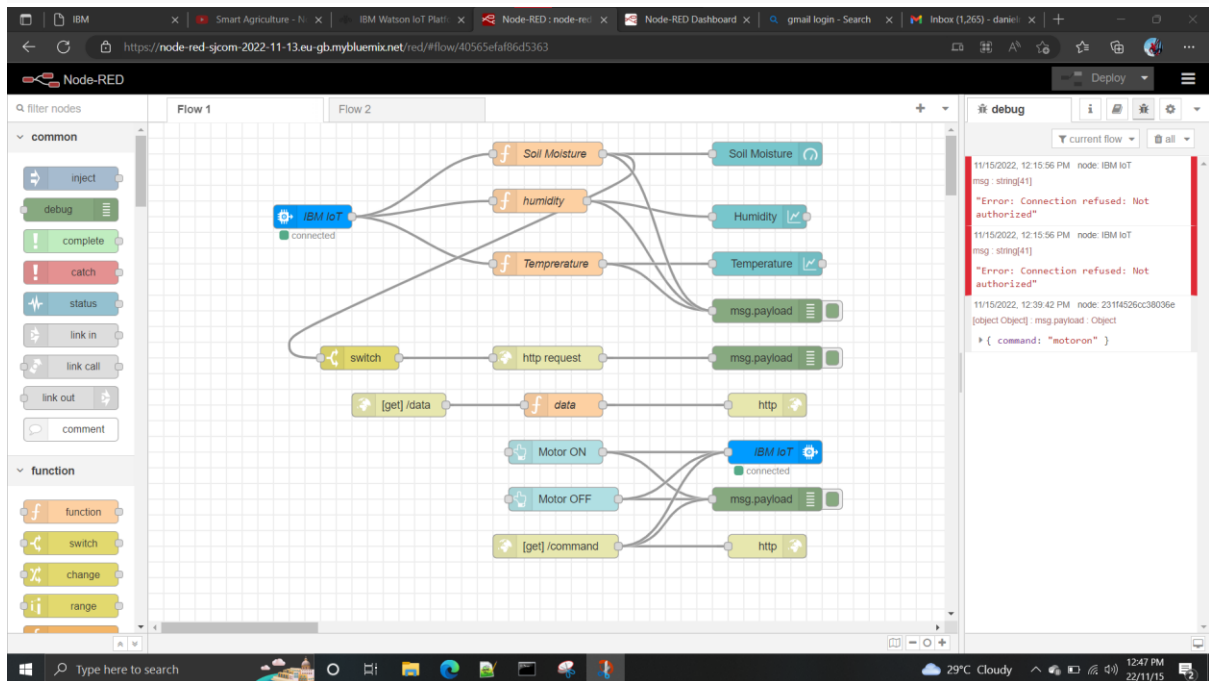 IBM
Smart Agriculture - N
IBM Watson IoT Platf
Node-RED : node-red
Node-RED Dashboard
gmail login - Search
Inbox (1,265) - daniel
https://node-red-sjcom-2022-11-13.eu-gb.mybluemix.net/red/#flow/40565efaf86d5363
Node-RED
Deploy
filter nodes
Flow 1
Flow 2
debug
i
common
current flow
all
inject
debug
complete
catch
status
link in
link call
link out
comment
function
function
switch
change
range
Soil Moisture
Soil Moisture
humidity
IBM IoT
Humidity
connected
Temprerature
Temperature
msg.payload
switch
http request
msg.payload
[get] /data
data
http
Motor ON
IBM IoT
connected
Motor OFF
msg.payload
[get] /command
http
11/15/2022, 12:15:56 PM node: IBM IoT
msg : string[41]
"Error: Connection refused: Not
authorized"
11/15/2022, 12:15:56 PM node: IBM IoT
msg : string[41]
"Error: Connection refused: Not
authorized"
11/15/2022, 12:39:42 PM node: 231f4526cc38036e
[object Object] : msg.payload : Object
{ command: "motoron" }
Type here to search
29°C Cloudy
12:47 PM
22/11/15
2